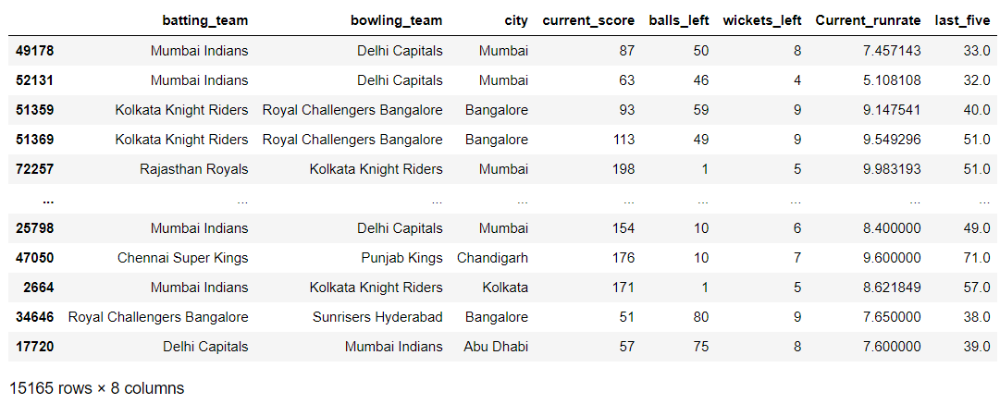 batting_team bowling_team city current_score balls_left wickets_left Current_runrate last_five
49178 Mumbai Indians Delhi Capitals Mumbai 87 50 8 7.457143 33.0
52131 Mumbai Indians Delhi Capitals Mumbai 63 46 4 5.108108 32.0
51359 Kolkata Knight Riders Royal Challengers Bangalore Bangalore 93 59 9 9.147541 40.0
51369 Kolkata Knight Riders Royal Challengers Bangalore Bangalore 113 49 9 9.549296 51.0
72257 Rajasthan Royals Kolkata Knight Riders Mumbai 198 1 5 9.983193 51.0
... ... ... ... ... ... ... ... ...
25798 Mumbai Indians Delhi Capitals Mumbai 154 10 6 8.400000 49.0
47050 Chennai Super Kings Punjab Kings Chandigarh 176 10 7 9.600000 71.0
2664 Mumbai Indians Kolkata Knight Riders Kolkata 171 1 5 8.621849 57.0
34646 Royal Challengers Bangalore Sunrisers Hyderabad Bangalore 51 80 9 7.650000 38.0
17720 Delhi Capitals Mumbai Indians Abu Dhabi 57 75 8 7.600000 39.0
15165 rows × 8 columns